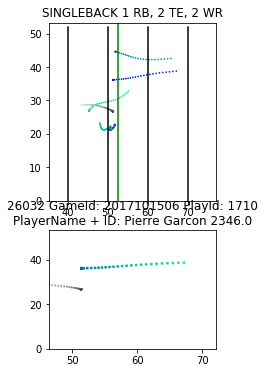 SINGLEBACK 1 RB, 2 TE, 2 WR
50
40
30
20
10
0
40 50 60 70
26032 GameId: 2017101506 PlayId: 1710
PlayerName + ID: Pierre Garcon 2346.0
40
20
0
50 60 70